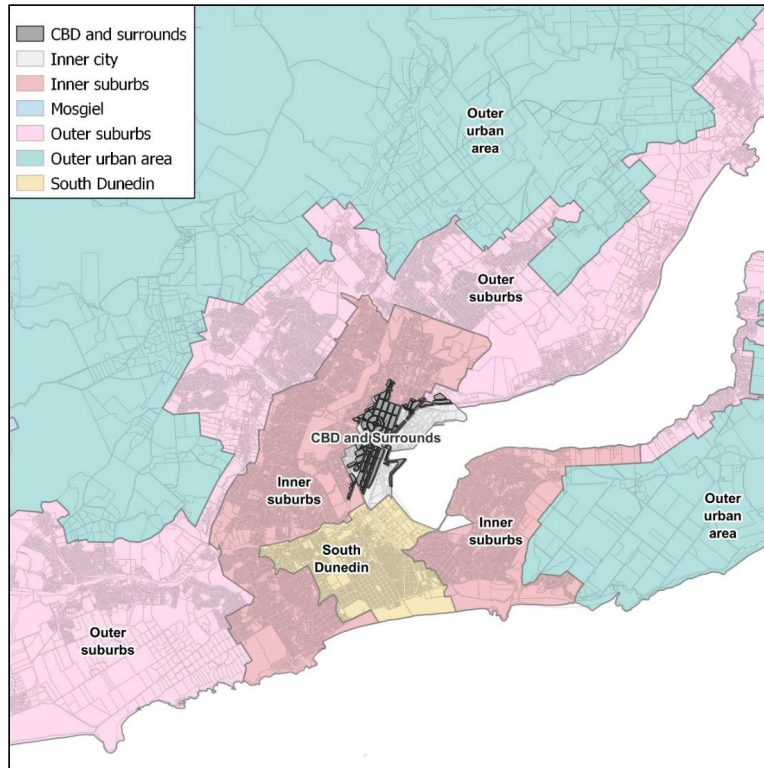 CBD and surrounds
Inner city
Inner suburbs
Mosgiel
Outer suburbs
Outer urban area
South Dunedin
Outer
urban
area
Outer
suburbs
CBD and Surrounds
Inner
suburbs
Inner
suburbs
Outer
urban
area
South
Dunedin
Outer
suburbs